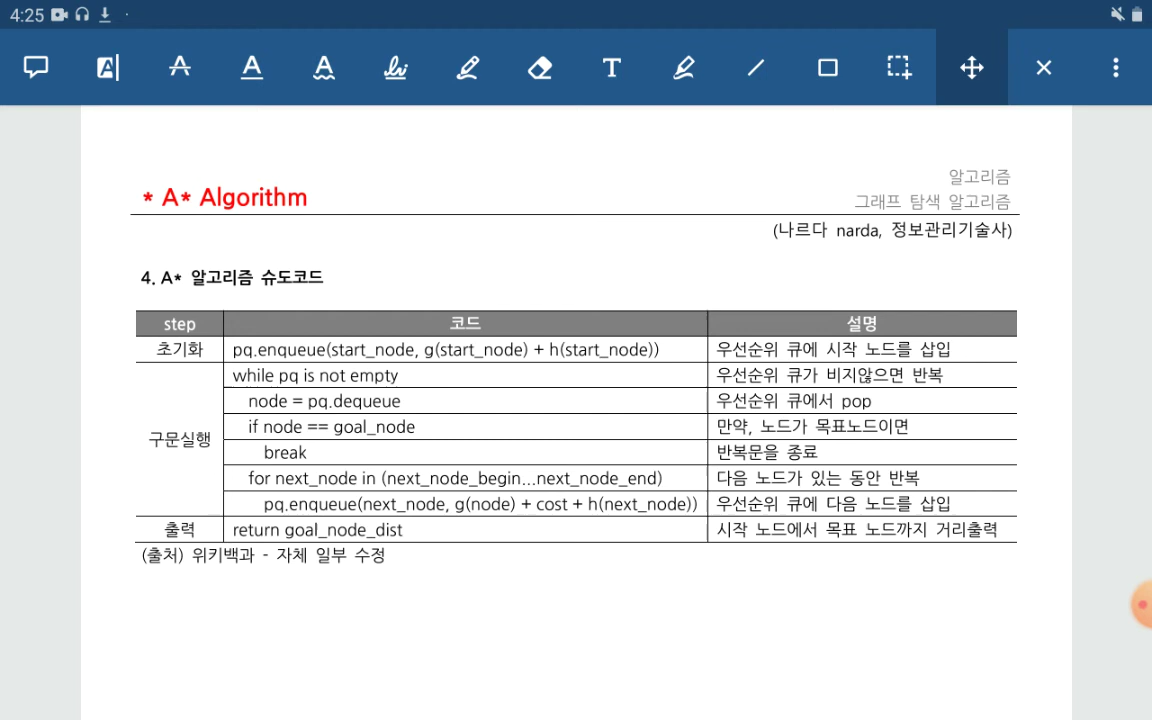 4:25
* A* Algorithm
알고리즘
그래프 탐색 알고리즘
(나르다 narda, 정보관리기술사)
4. A* 알고리즘 슈도코드
step 코드 설명
초기화 pq.enqueue(start_node, g(start_node) + h(start_node)) 우선순위 큐에 시작 노드를 삽입
while pq is not empty 우선순위 큐가 비지않으면 반복
node = pq.dequeue 우선순위 큐에서 pop
if node == goal_node 만약, 노드가 목표노드이면
구문실행
break 반복문을 종료
for next_node in (next_node_begin...next_node_end) 다음 노드가 있는 동안 반복
pq.enqueue(next_node, g(node) + cost + h(next_node)) 우선순위 큐에 다음 노드를 삽입
출력 return goal_node_dist 시작 노드에서 목표 노드까지 거리출력
(출처) 위키백과 - 자체 일부 수정